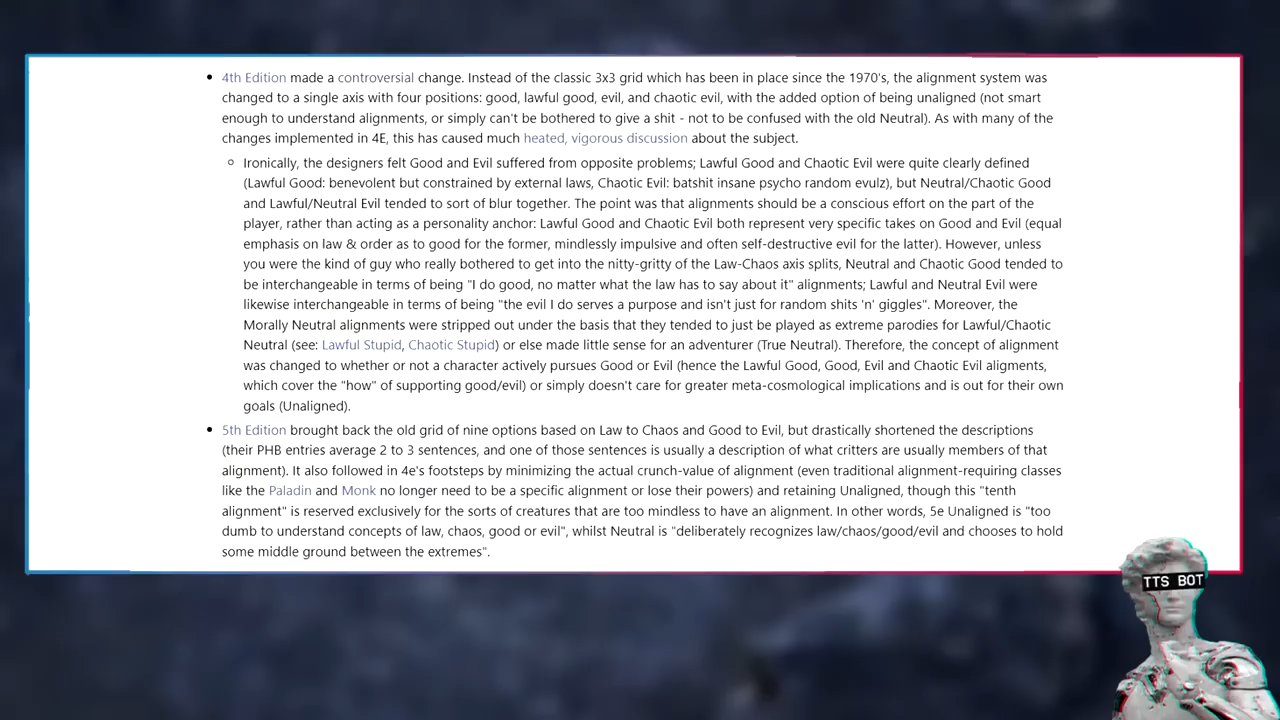 4th Edition made a controversial change. Instead of the classic 3x3 grid which has been in place since the 1970's, the alignment system was
changed to a single axis with four positions: good, lawful good, evil, and chaotic evil, with the added option of being unaligned (not smart
enough to understand alignments, or simply can't be bothered to give a shit - not to be confused with the old Neutral). As with many of the
changes implemented in 4E, this has caused much heated, vigorous discussion about the subject.
Ironically, the designers felt Good and Evil suffered from opposite problems; Lawful Good and Chaotic Evil were quite clearly defined
(Lawful Good: benevolent but constrained by external laws, Chaotic Evil: batshit insane psycho random evulz), but Neutral/Chaotic Good
and Lawful/Neutral Evil tended to sort of blur together. The point was that alignments should be a conscious effort on the part of the
player, rather than acting as a personality anchor: Lawful Good and Chaotic Evil both represent very specific takes on Good and Evil (equal
emphasis on law & order as to good for the former, mindlessly impulsive and often self-destructive evil for the latter). However, unless
you were the kind of guy who really bothered to get into the nitty-gritty of the Law-Chaos axis splits, Neutral and Chaotic Good tended to
be interchangeable in terms of being "I do good, no matter what the law has to say about it" alignments; Lawful and Neutral Evil were
likewise interchangeable in terms of being "the evil I do serves a purpose and isn't just for random shits 'n' giggles". Moreover, the
Morally Neutral alignments were stripped out under the basis that they tended to just be played as extreme parodies for Lawful/Chaotic
Neutral (see: Lawful Stupid, Chaotic Stupid) or else made little sense for an adventurer (True Neutral). Therefore, the concept of alignment
was changed to whether or not a character actively pursues Good or Evil (hence the Lawful Good, Good, Evil and Chaotic Evil aligments,
which cover the "how" of supporting good/evil) or simply doesn't care for greater meta-cosmological implications and is out for their own
goals (Unaligned).
5th Edition brought back the old grid of nine options based on Law to Chaos and Good to Evil, but drastically shortened the descriptions
(their PHB entries average 2 to 3 sentences, and one of those sentences is usually a description of what critters are usually members of that
alignment). It also followed in 4e's footsteps by minimizing the actual crunch-value of alignment (even traditional alignment-requiring classes
like the Paladin and Monk no longer need to be a specific alignment or lose their powers) and retaining Unaligned, though this "tenth
alignment" is reserved exclusively for the sorts of creatures that are too mindless to have an alignment. In other words, 5e Unaligned is "too
dumb to understand concepts of law, chaos, good or evil", whilst Neutral is "deliberately recognizes law/chaos/good/evil and chooses to hold
some middle ground between the extremes".
TTS BOT